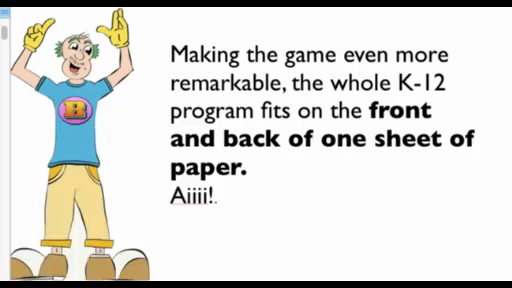 Making the game even more
remarkable, the whole K-12
program fits on the front
and back of one sheet of
paper.
Aiiii!.
B